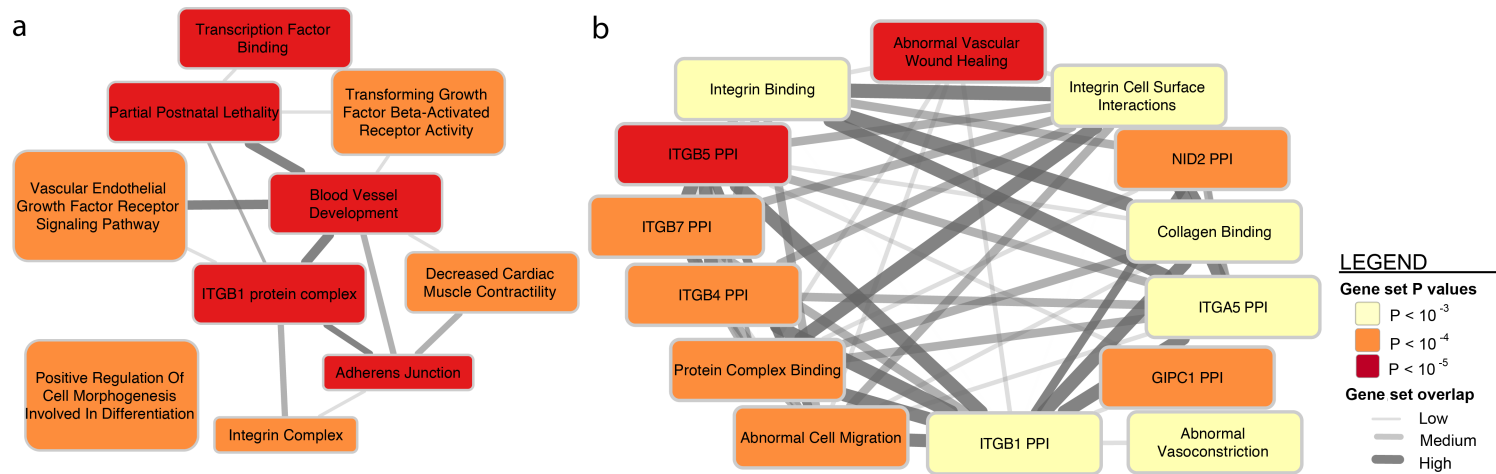 a
Transcription Factor
Binding
Partial Postnatal Lethality
Transforming Growth
Factor Beta-Activated
Receptor Activity
Vascular Endothelial
Growth Factor Receptor
Signaling Pathway
Blood Vessel
Development
ITGB1 protein complex
Decreased Cardiac
Muscle Contractility
Positive Regulation Of
Cell Morphogenesis
Involved In Differentiation
Adherens Junction
Integrin Complex
b
Abnormal Vascular
Wound Healing
Integrin Binding
Integrin Cell Surface
Interactions
ITGB5 PPI
NID2 PPI
ITGB7 PPI
Collagen Binding
ITGB4 PPI
ITGA5 PPI
Protein Complex Binding
GIPC1 PPI
Abnormal Cell Migration
ITGB1 PPI
Abnormal
Vasoconstriction
LEGEND
Gene set P values
P < 10 -3
P < 10 -4
P < 10 -5
Gene set overlap
Low
Medium
High